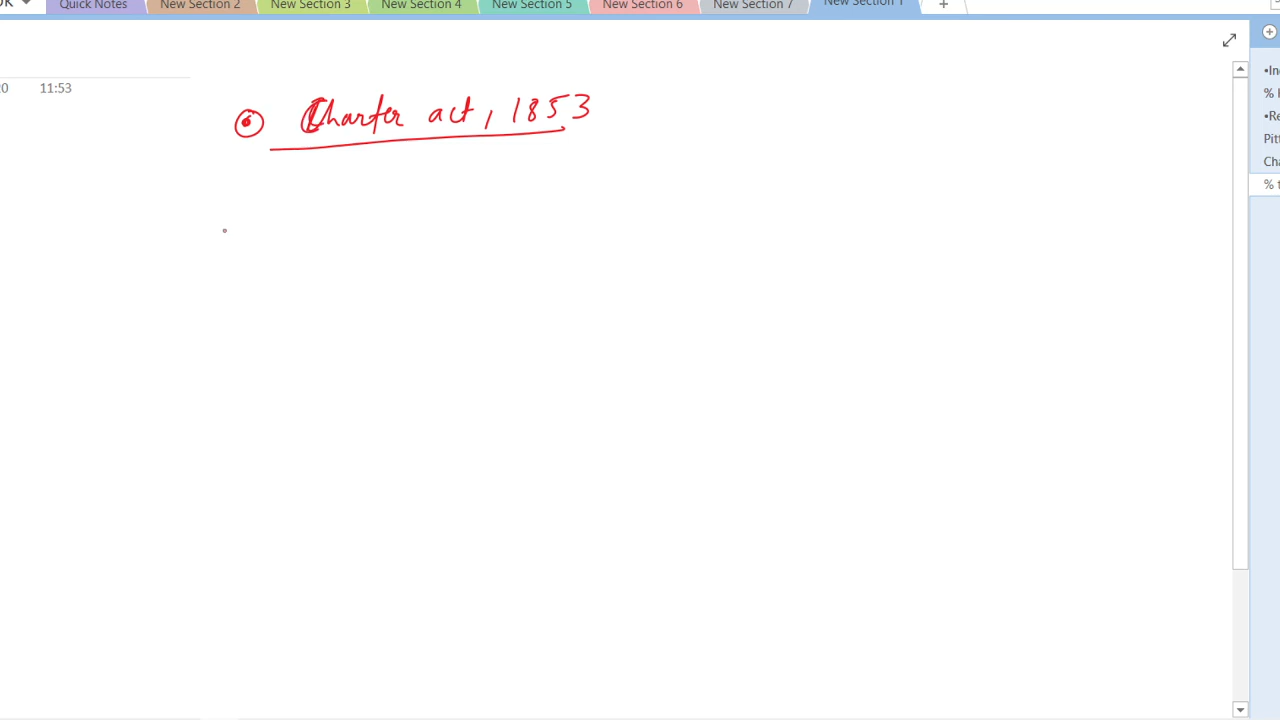 Quick Notes New Section 2 New Section 3 New Section 4 New Section 5 New Section 6 New Section 7 New Section 1 +
11:53
Charter act, 1853
% t